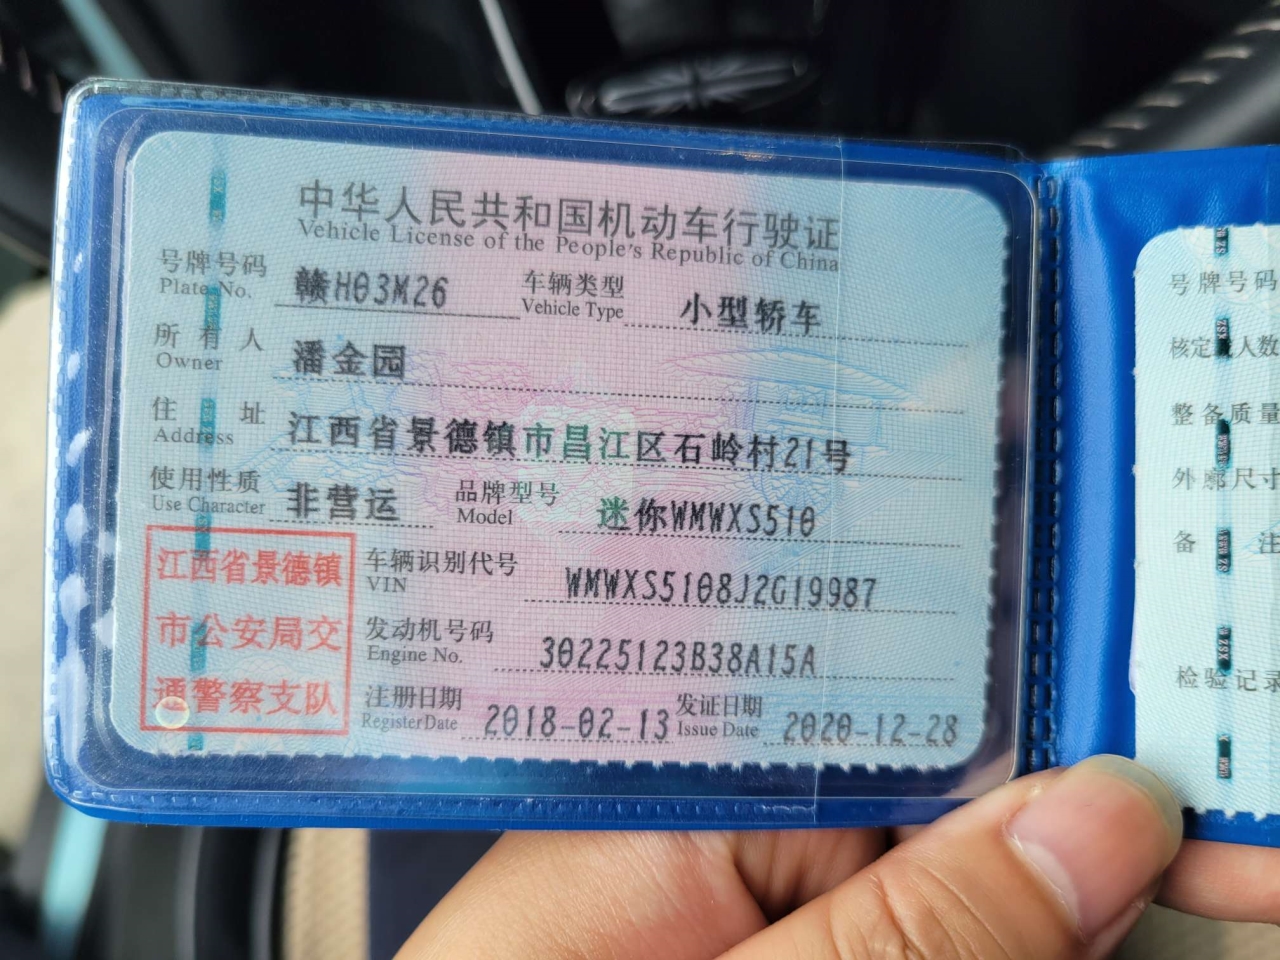 中华人民共和国机动车行驶证
Vehicle License of the People's Republic of China
号牌号码 赣H03M26 车辆类型 小型轿车
Plate No. Vehicle Type
所有人 潘金园
Owner
住址 江西省景德镇市昌江区石岭村21号
Address
使用性质 非营运 品牌型号 迷你WMWXS510
Use Character Model
江西省景德镇
市公安局交
通警察支队
车辆识别代号 WMWXS5108J2G19987
VIN
发动机号码 30225123B38A15A
Engine No.
注册日期 2018-02-13 发证日期 2020-12-28
Register Date Issue Date
号牌号码
核定载人数
整备质量
外廓尺寸
备注
检验记录